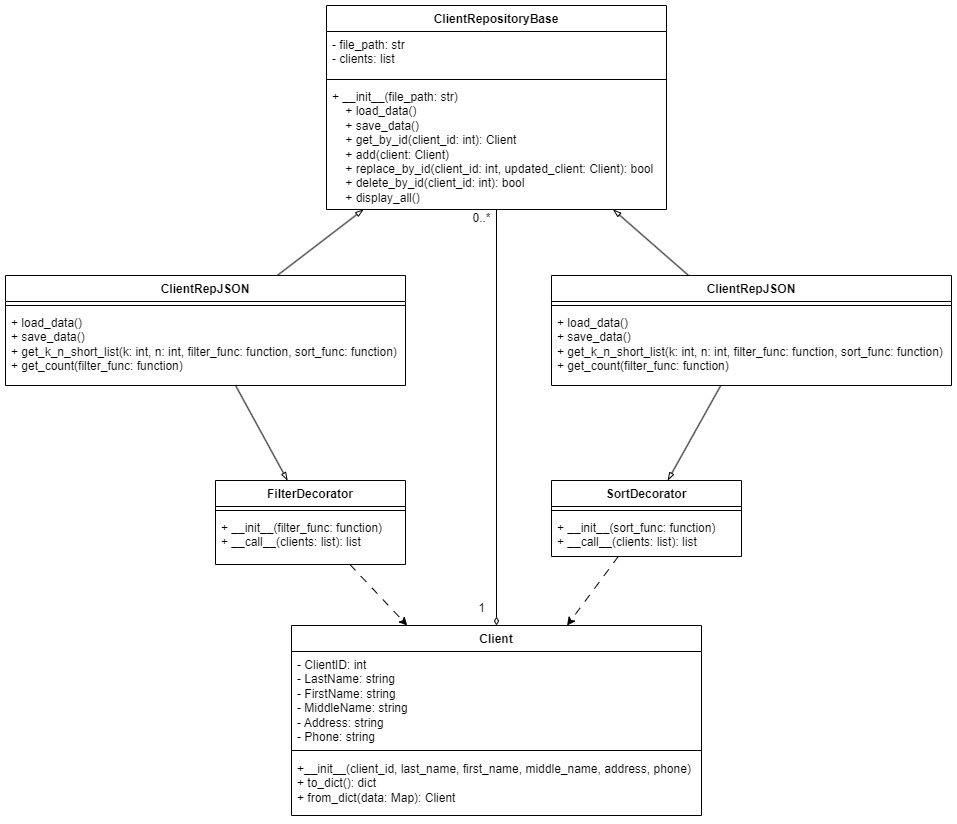 ClientRepositoryBase
- file_path: str
- clients: list
+ __init__(file_path: str)
+ load_data()
+ save_data()
+ get_by_id(client_id: int): Client
+ add(client: Client)
+ replace_by_id(client_id: int, updated_client: Client): bool
+ delete_by_id(client_id: int): bool
+ display_all()
0..*
ClientRepJSON
+ load_data()
+ save_data()
+ get_k_n_short_list(k: int, n: int, filter_func: function, sort_func: function)
+ get_count(filter_func: function)
ClientRepJSON
+ load_data()
+ save_data()
+ get_k_n_short_list(k: int, n: int, filter_func: function, sort_func: function)
+ get_count(filter_func: function)
FilterDecorator
+ __init__(filter_func: function)
+ __call__(clients: list): list
SortDecorator
+ __init__(sort_func: function)
+ __call__(clients: list): list
1
Client
- ClientID: int
- LastName: string
- FirstName: string
- MiddleName: string
- Address: string
- Phone: string
+__init__(client_id, last_name, first_name, middle_name, address, phone)
+ to_dict(): dict
+ from_dict(data: Map): Client